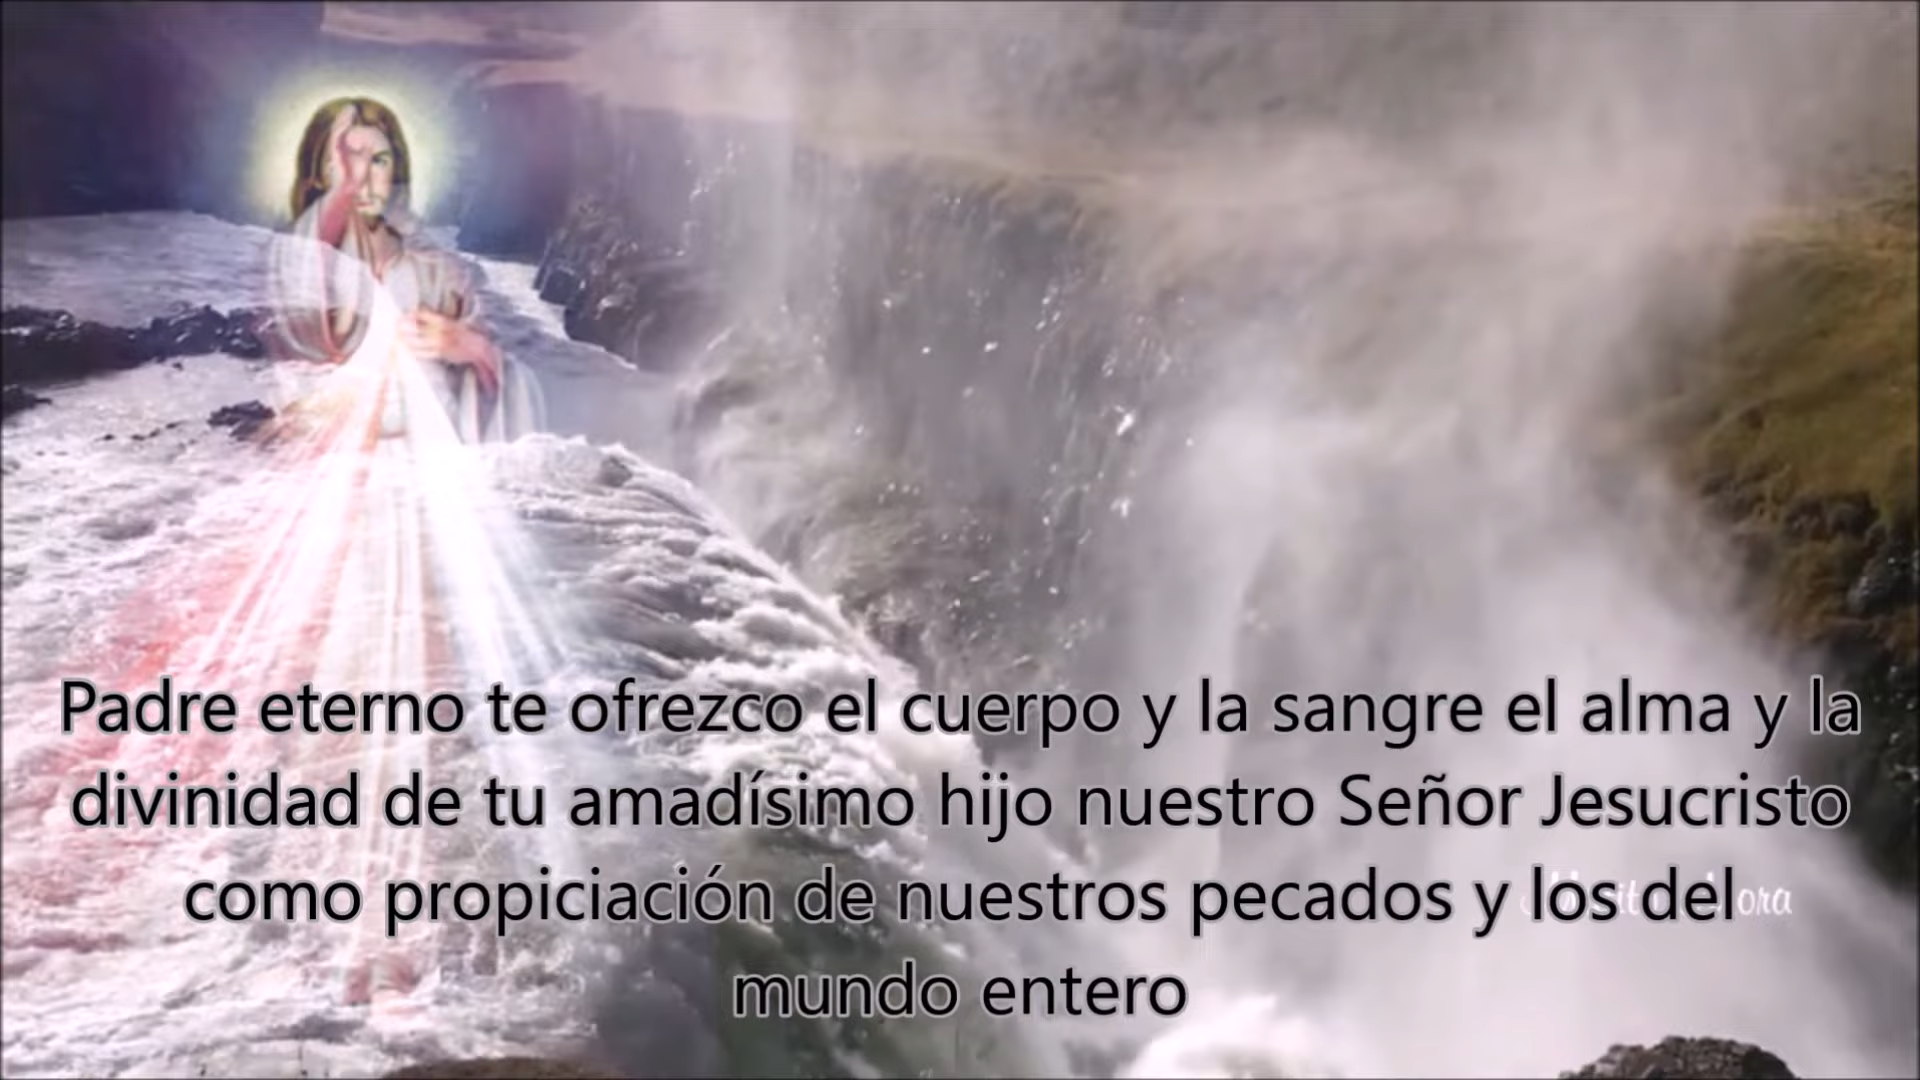 Padre eterno te ofrezco el cuerpo y la sangre el alma y la
divinidad de tu amadísimo hijo nuestro Señor Jesucristo
como propiciación de nuestros pecados y los del
mundo entero